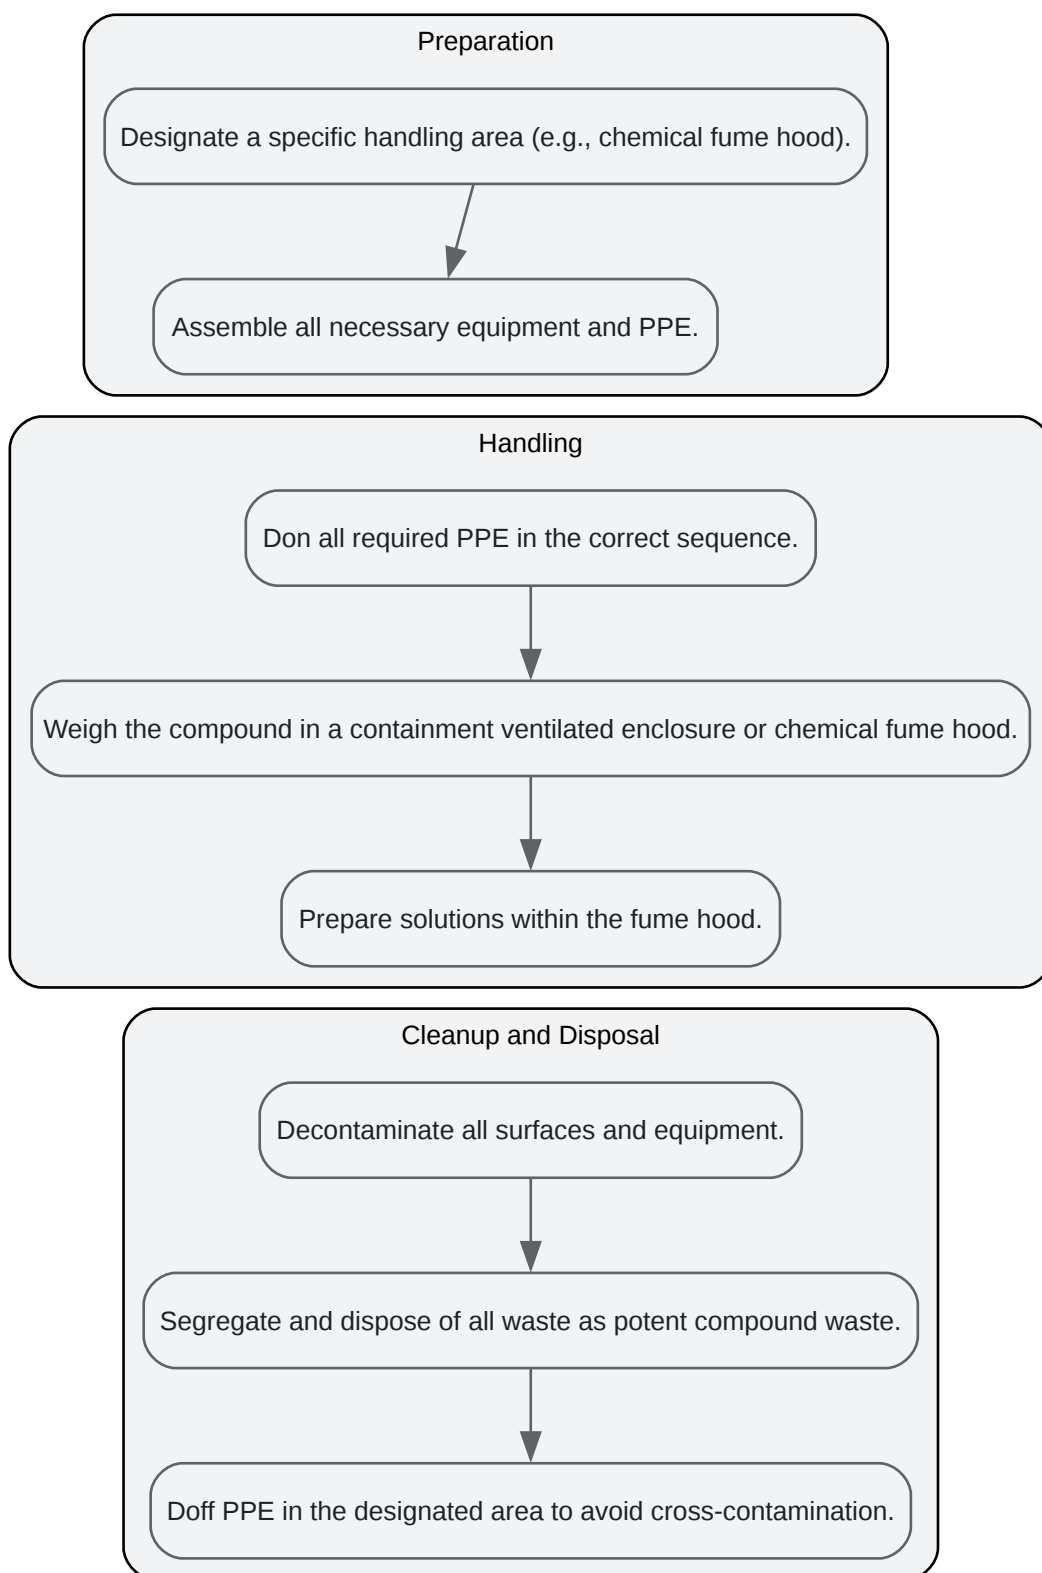 Preparation
Designate a specific handling area (e.g., chemical fume hood).
Assemble all necessary equipment and PPE.
Handling
Don all required PPE in the correct sequence.
Weigh the compound in a containment ventilated enclosure or chemical fume hood.
Prepare solutions within the fume hood.
Cleanup and Disposal
Decontaminate all surfaces and equipment.
Segregate and dispose of all waste as potent compound waste.
Doff PPE in the designated area to avoid cross-contamination.